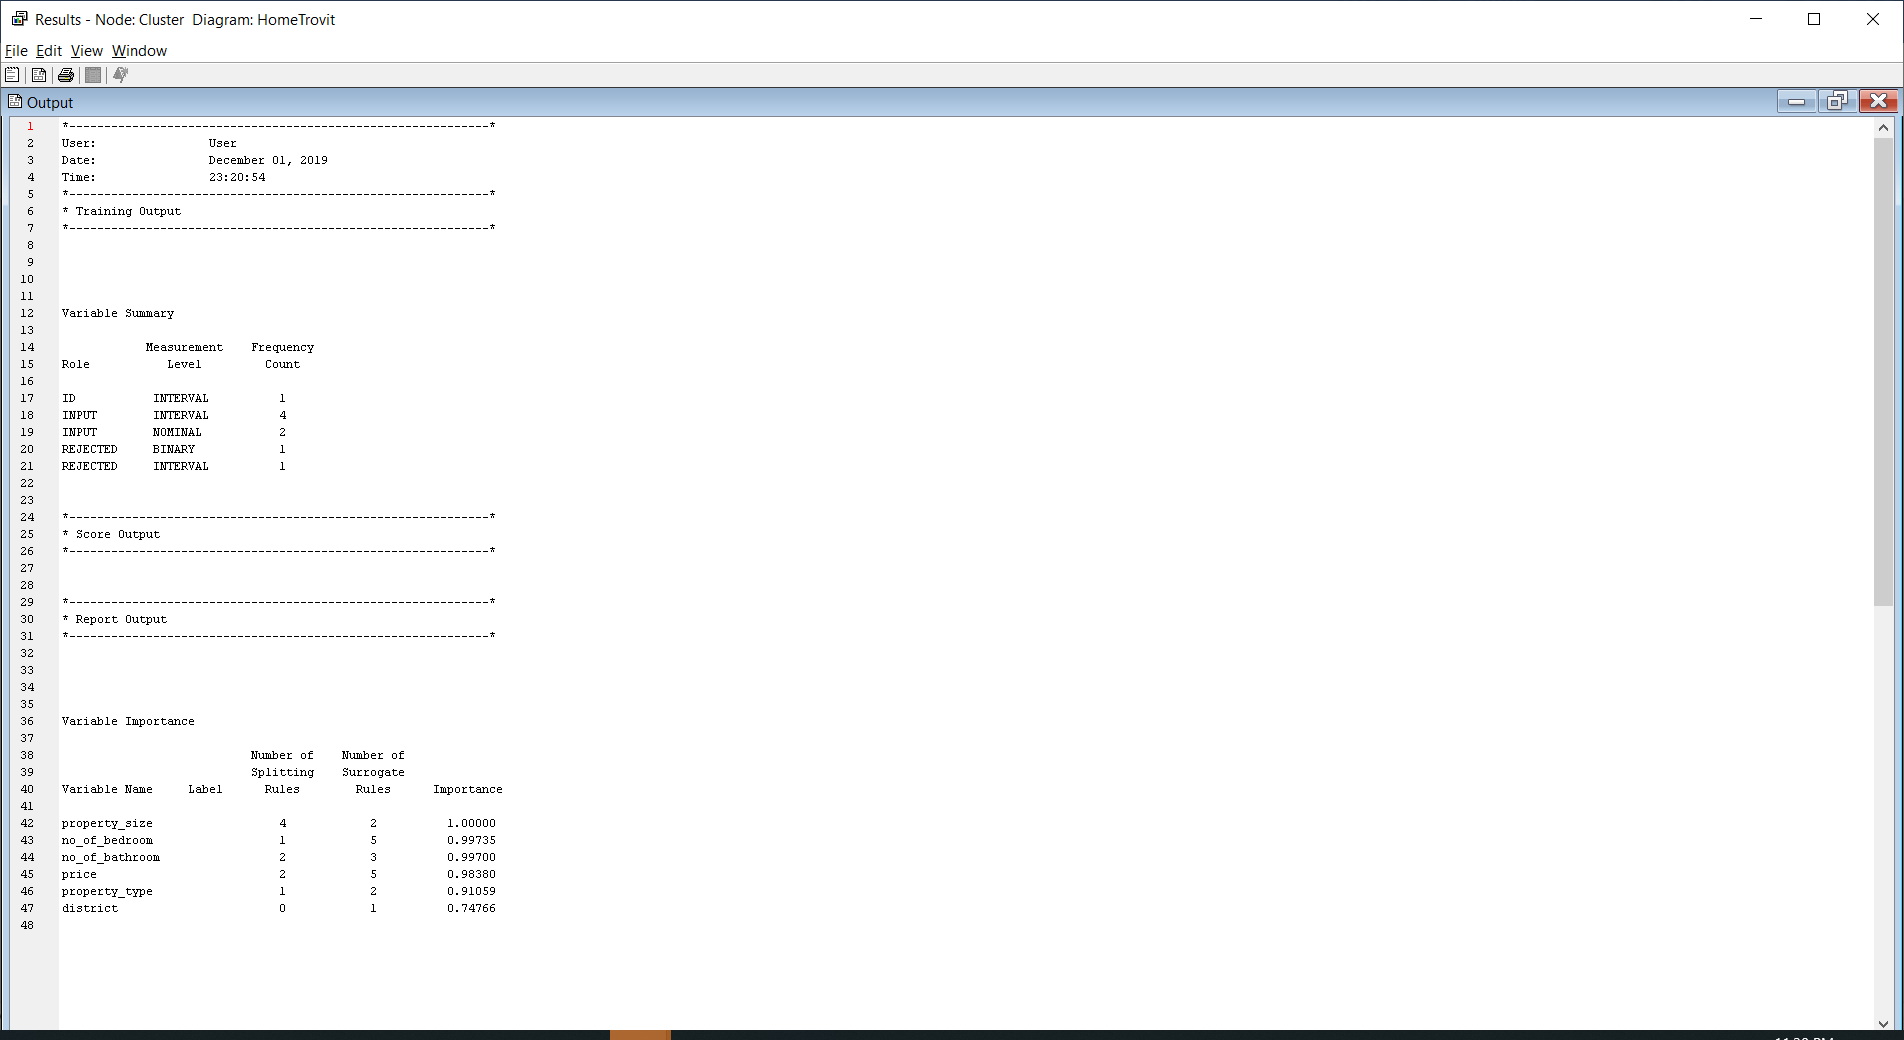 Results - Node: Cluster  Diagram: HomeTrovit
File Edit View Window
Output
1 *------------------------------------------------------------*
2 User: User
3 Date: December 01, 2019
4 Time: 23:20:54
5 *------------------------------------------------------------*
6 * Training Output
7 *------------------------------------------------------------*
8
9
10
11
12 Variable Summary
13
14 Measurement Frequency
15 Role Level Count
16
17 ID INTERVAL 1
18 INPUT INTERVAL 4
19 INPUT NOMINAL 2
20 REJECTED BINARY 1
21 REJECTED INTERVAL 1
22
23
24 *------------------------------------------------------------*
25 * Score Output
26 *------------------------------------------------------------*
27
28
29 *------------------------------------------------------------*
30 * Report Output
31 *------------------------------------------------------------*
32
33
34
35
36 Variable Importance
37
38 Number of Number of
39 Splitting Surrogate
40 Variable Name Label Rules Rules Importance
41
42 property_size 4 2 1.00000
43 no_of_bedroom 1 5 0.99735
44 no_of_bathroom 2 3 0.99700
45 price 2 5 0.98380
46 property_type 1 2 0.91059
47 district 0 1 0.74766
48